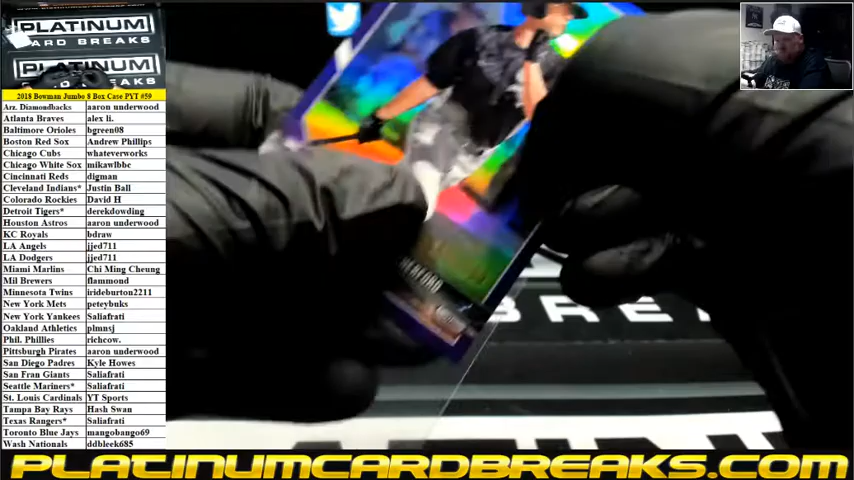 PLATINUM
CARD BREAKS
PLATINUM
CARD BREAKS
2018 Bowman Jumbo 8 Box Case PYT #59
Arz. Diamondbacks aaron underwood
Atlanta Braves alex li.
Baltimore Orioles bgreen08
Boston Red Sox Andrew Phillips
Chicago Cubs whateverworks
Chicago White Sox mikawlbbc
Cincinnati Reds digman
Cleveland Indians* Justin Ball
Colorado Rockies David H
Detroit Tigers* derekdowding
Houston Astros aaron underwood
KC Royals bdraw
LA Angels jjed711
LA Dodgers jjed711
Miami Marlins Chi Ming Cheung
Mil Brewers flammond
Minnesota Twins irideburton2211
New York Mets peteybuks
New York Yankees Saliafrati
Oakland Athletics plmnsj
Phil. Phillies richcow.
Pittsburgh Pirates aaron underwood
San Diego Padres Kyle Howes
San Fran Giants Saliafrati
Seattle Mariners* Saliafrati
St. Louis Cardinals YT Sports
Tampa Bay Rays Hash Swan
Texas Rangers* Saliafrati
Toronto Blue Jays mangobango69
Wash Nationals ddbleek685
BRE
PLATINUMCARDBREAKS.COM